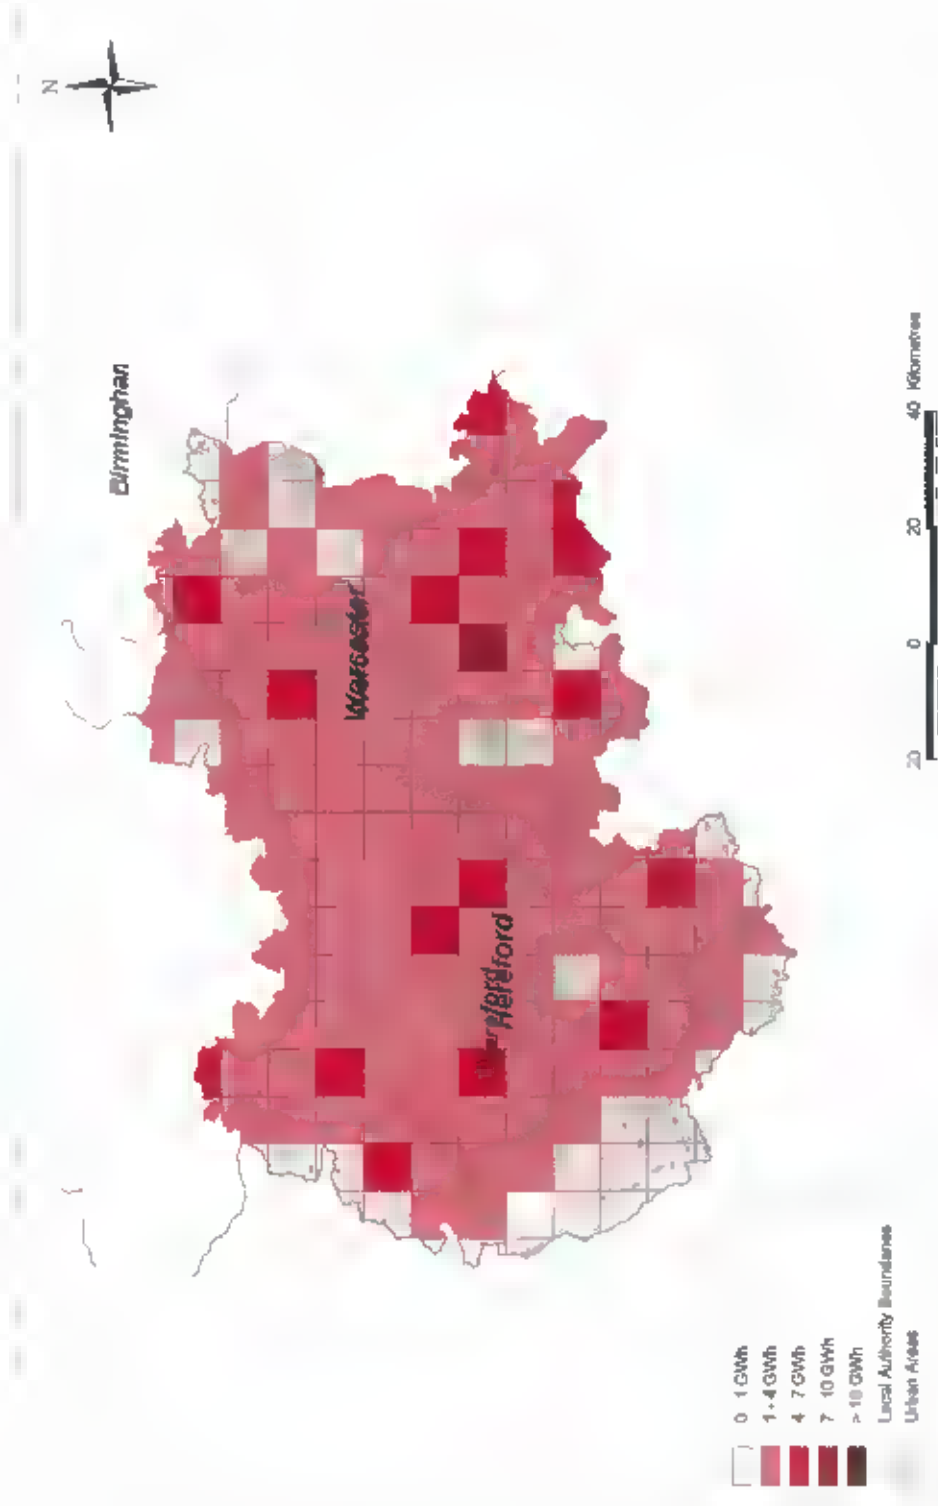 N
Birminghan
Worcester
Hereford
20 0 20 40 Kilometres
0 1 GWh
1 - 4 GWh
4 7 GWh
7 10 GWh
> 10 GWh
Local Authority Boundaries
Urban Areas